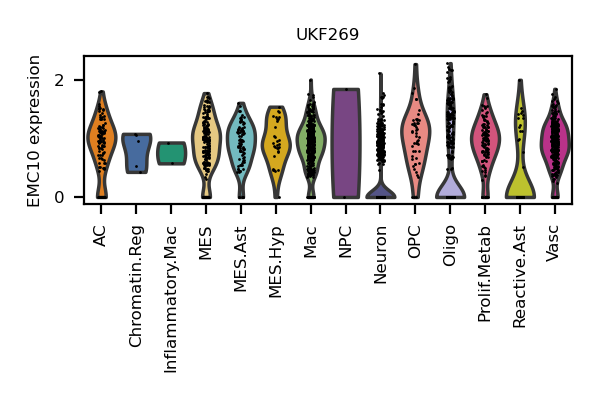 UKF269
EMC10 expression
2
0
AC
Chromatin.Reg
Inflammatory.Mac
MES
MES.Ast
MES.Hyp
Mac
NPC
Neuron
OPC
Oligo
Prolif.Metab
Reactive.Ast
Vasc